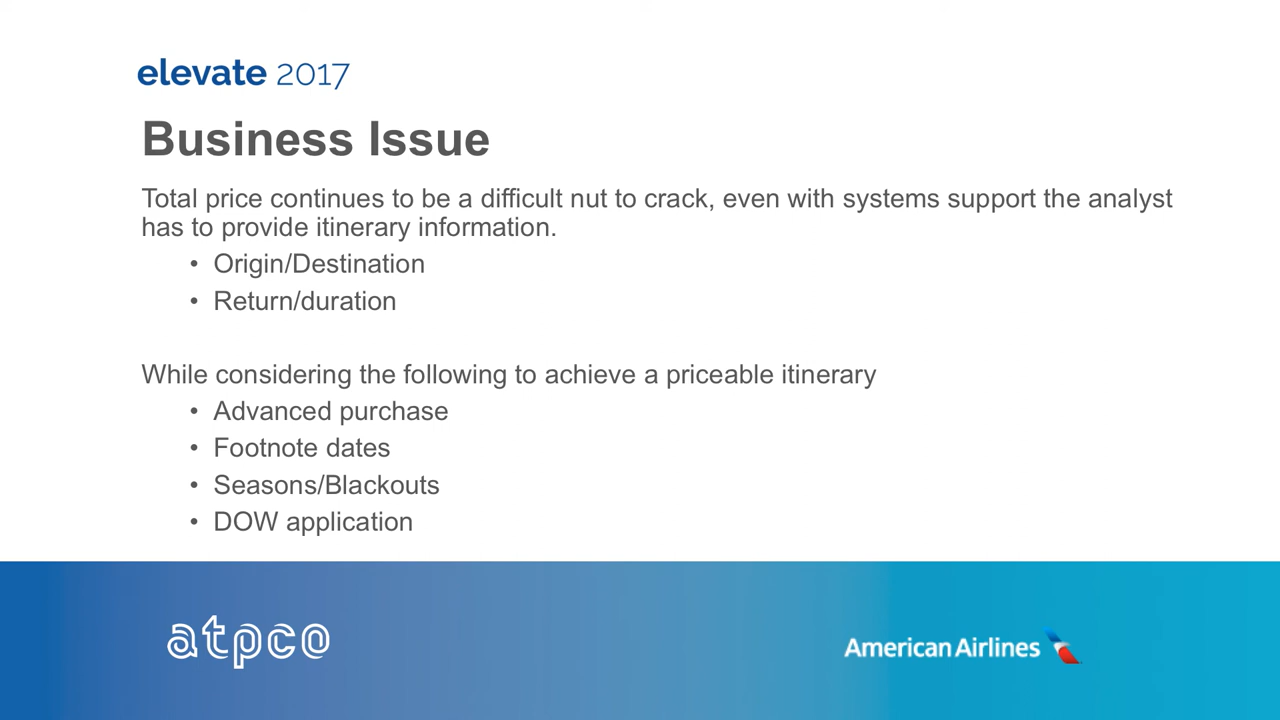 elevate 2017
Business Issue
Total price continues to be a difficult nut to crack, even with systems support the analyst
has to provide itinerary information.
• Origin/Destination
• Return/duration
While considering the following to achieve a priceable itinerary
• Advanced purchase
• Footnote dates
• Seasons/Blackouts
• DOW application
atpco
American Airlines